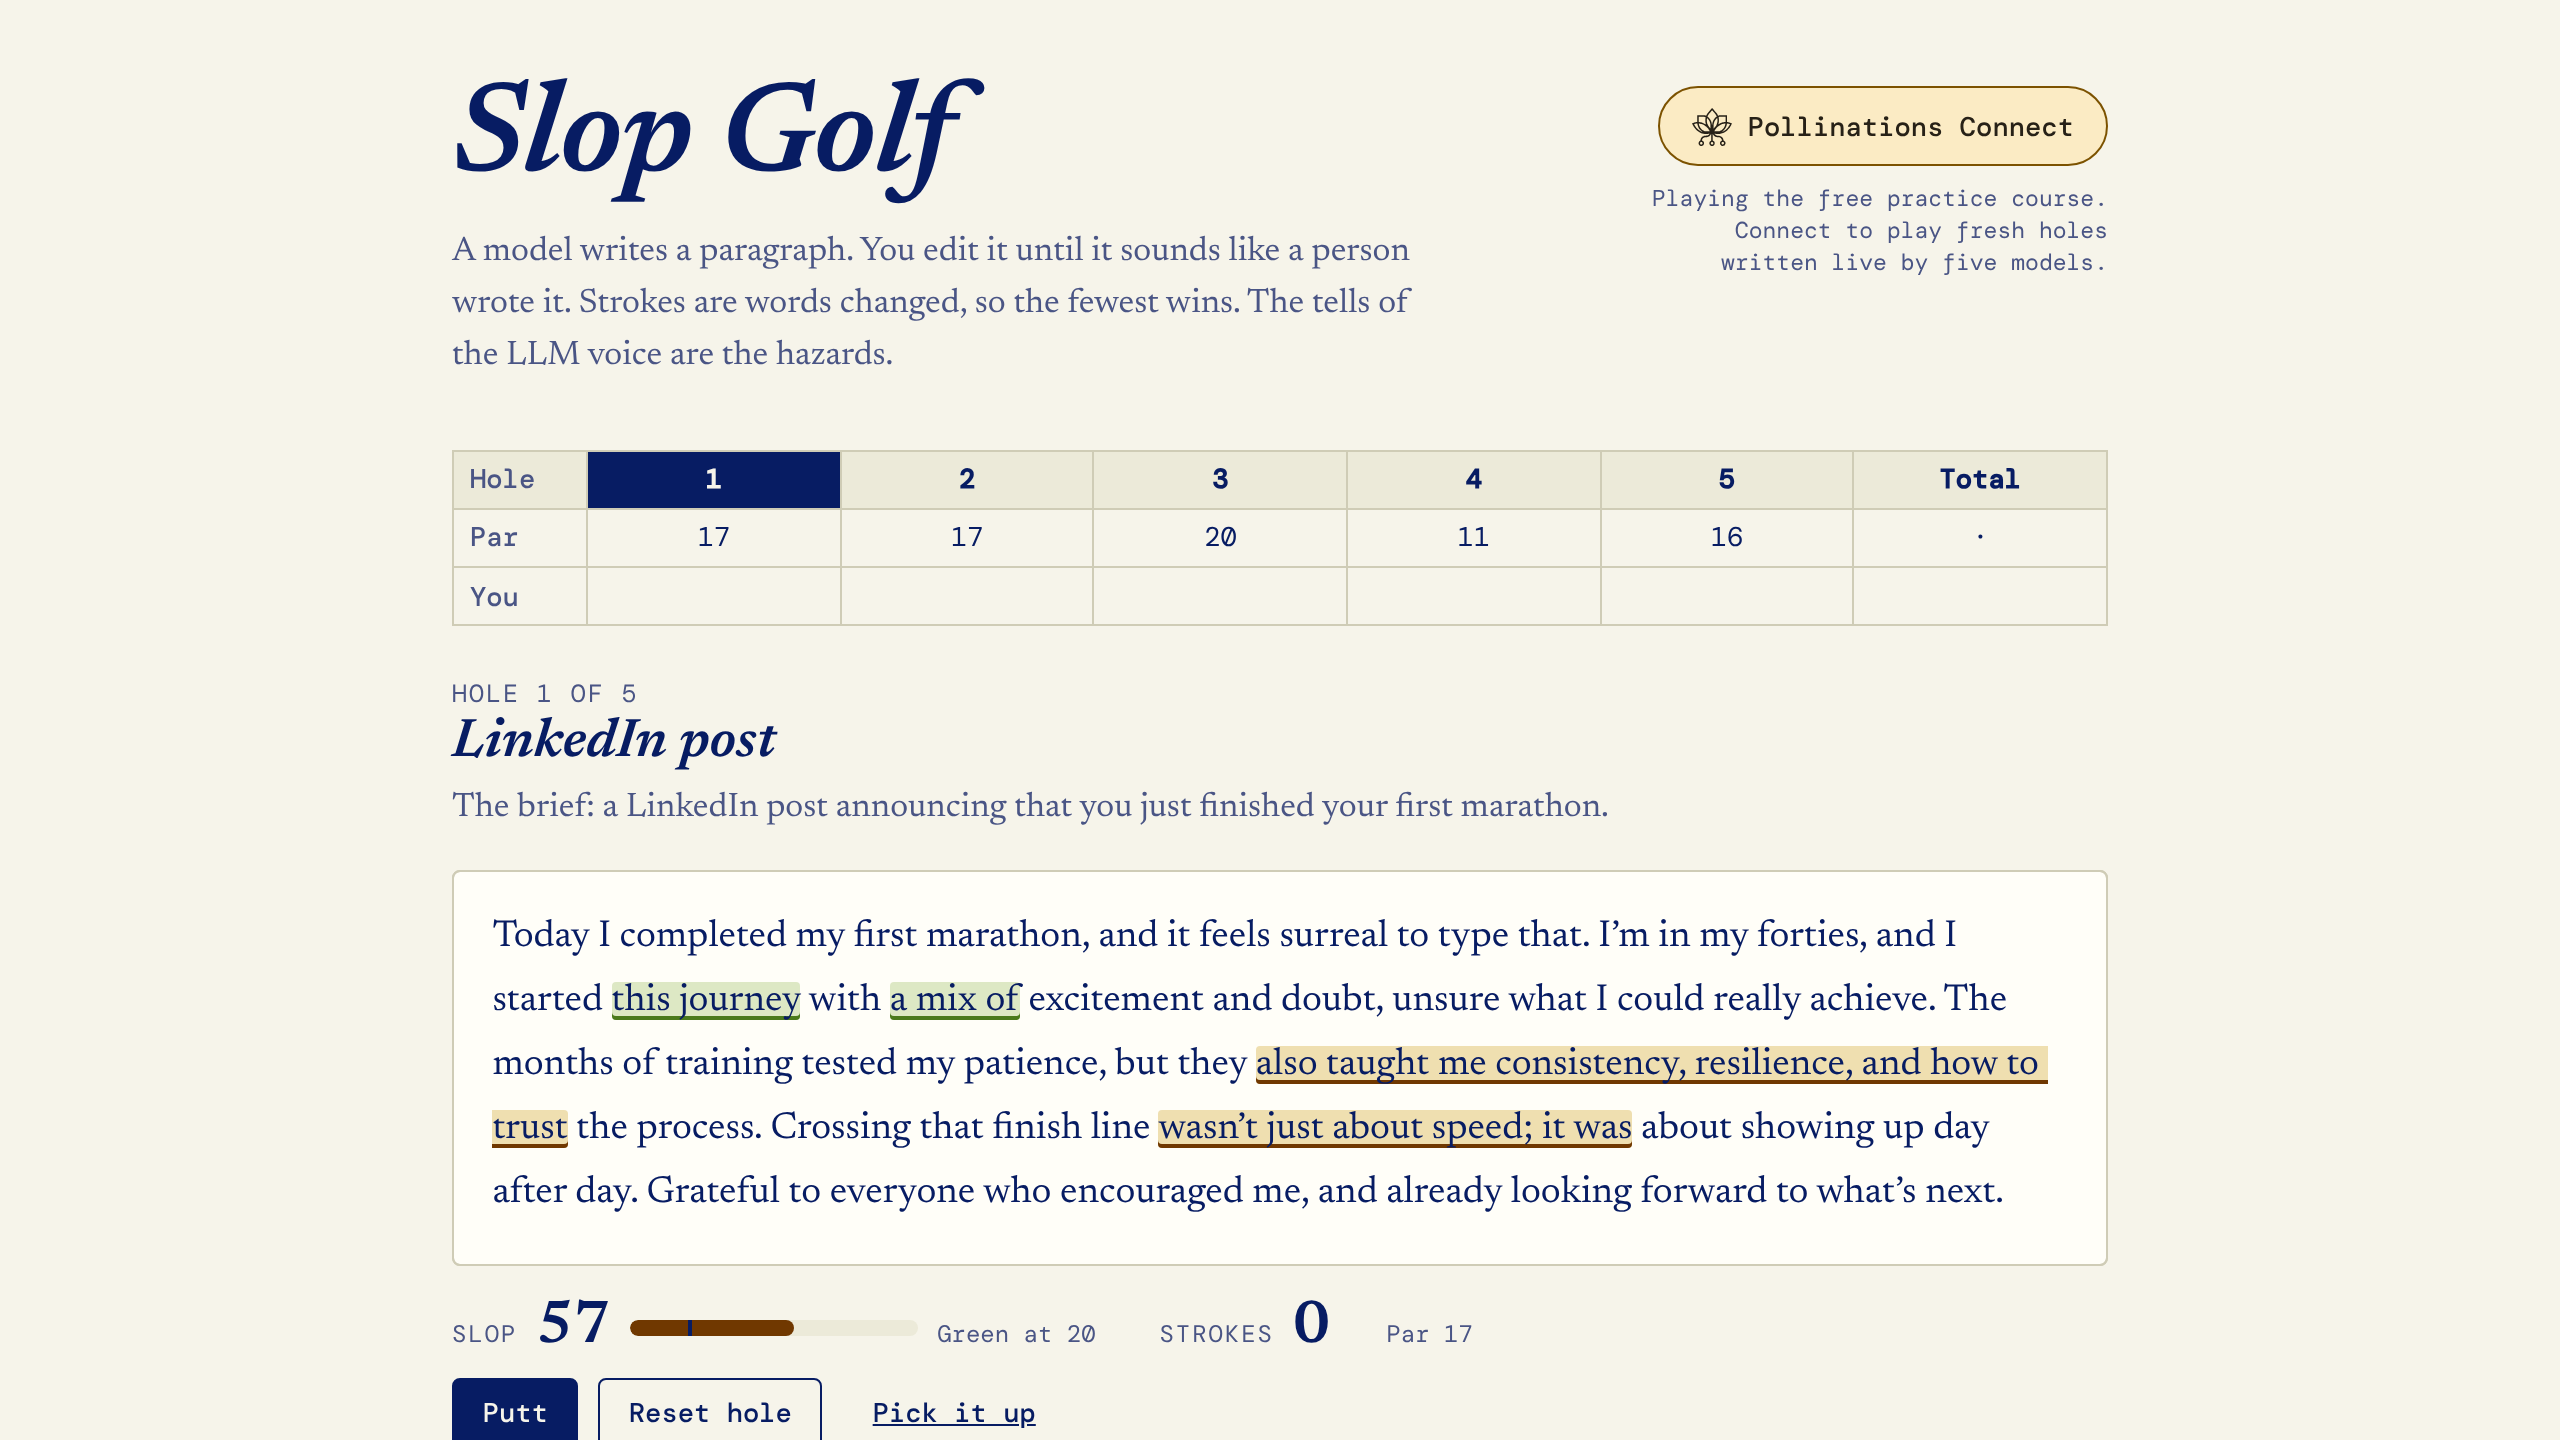 Slop Golf
Pollinations Connect
Playing the free practice course.
Connect to play fresh holes
written live by five models.
A model writes a paragraph. You edit it until it sounds like a person
wrote it. Strokes are words changed, so the fewest wins. The tells of
the LLM voice are the hazards.
Hole 1 2 3 4 5 Total
Par 17 17 20 11 16 ·
You
HOLE 1 OF 5
LinkedIn post
The brief: a LinkedIn post announcing that you just finished your first marathon.
Today I completed my first marathon, and it feels surreal to type that. I’m in my forties, and I
started this journey with a mix of excitement and doubt, unsure what I could really achieve. The
months of training tested my patience, but they also taught me consistency, resilience, and how to
trust the process. Crossing that finish line wasn’t just about speed; it was about showing up day
after day. Grateful to everyone who encouraged me, and already looking forward to what’s next.
SLOP 57 Green at 20 STROKES 0 Par 17
Putt Reset hole Pick it up